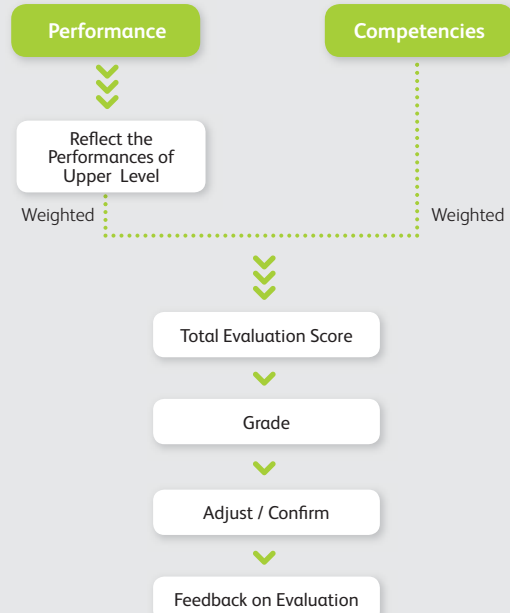 Performance
Competencies
Reflect the
Performances of
Upper Level
Weighted
Weighted
Total Evaluation Score
Grade
Adjust / Confirm
Feedback on Evaluation